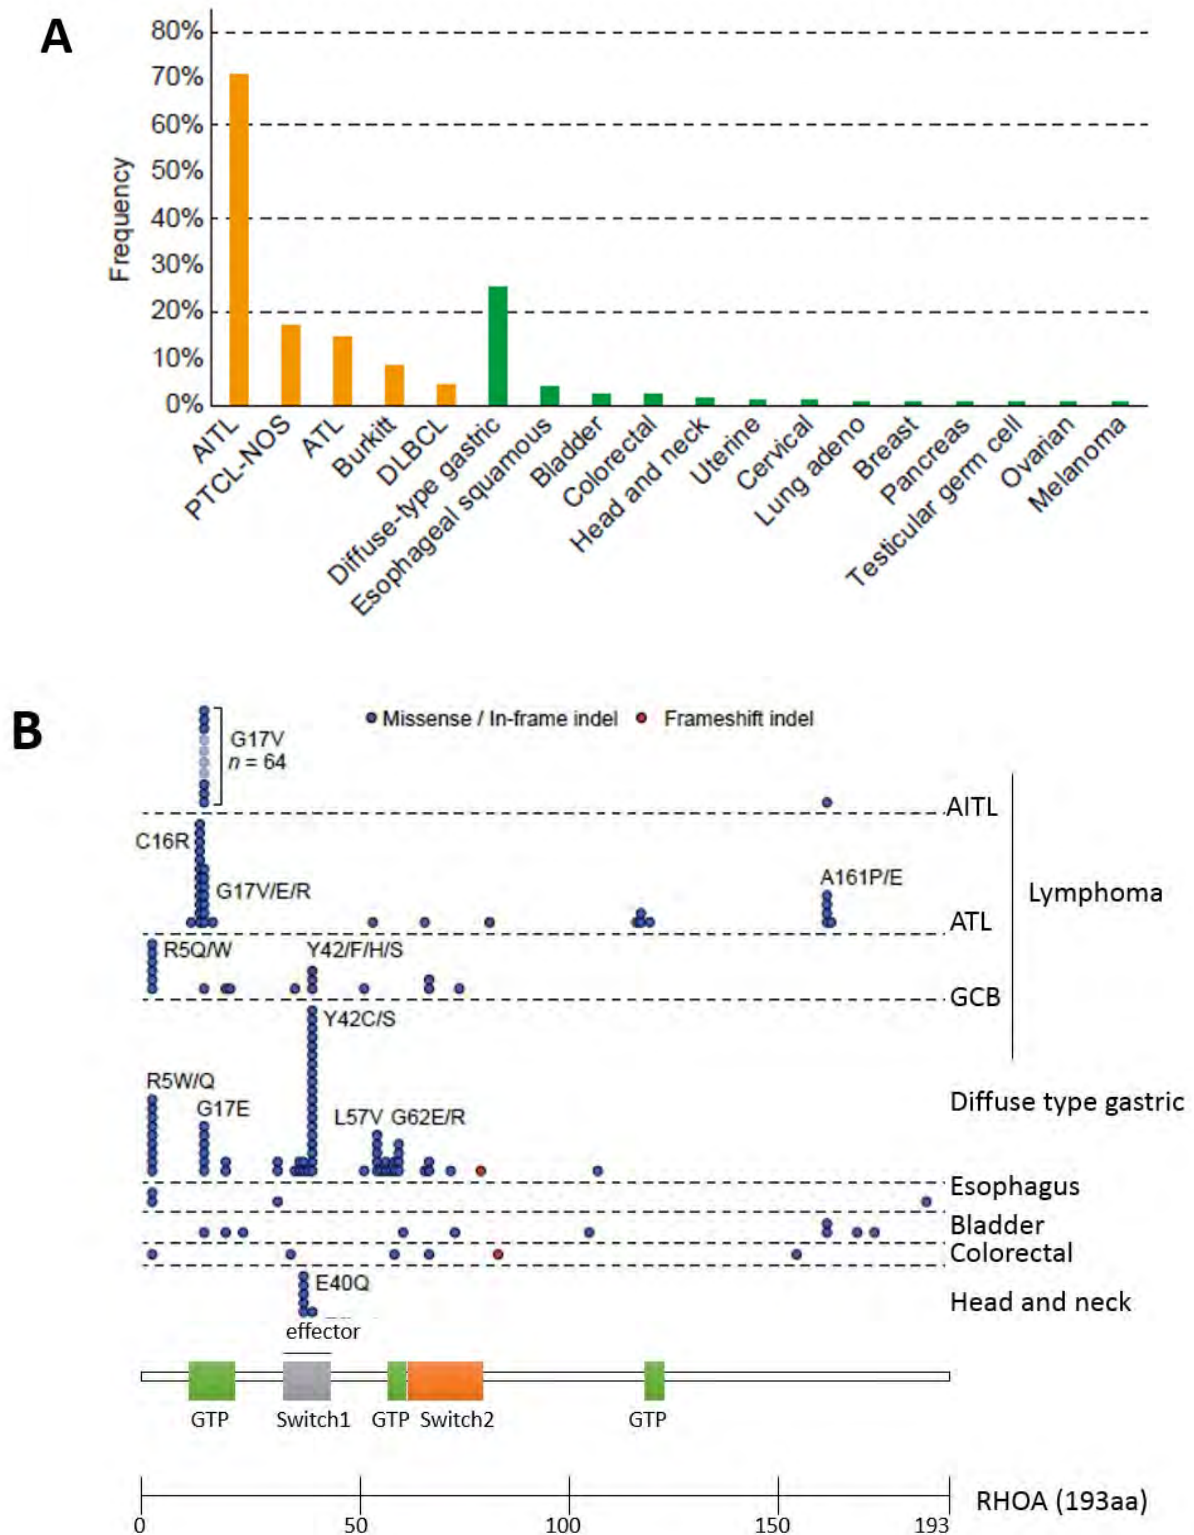 A
80%
70%
60%
50%
40%
30%
20%
10%
0%
Frequency
AITL
PTCL-NOS
ATL
Burkitt
DLBCL
Diffuse-type gastric
Esophageal squamous
Bladder
Colorectal
Head and neck
Uterine
Cervical
Lung adeno
Breast
Pancreas
Testicular germ cell
Ovarian
Melanoma
B
Missense / In-frame indel
Frameshift indel
G17V
n = 64
AITL
C16R
G17V/E/R
A161P/E
Lymphoma
ATL
R5Q/W
Y42/F/H/S
GCB
Y42C/S
R5W/Q
G17E
L57V
G62E/R
Diffuse type gastric
Esophagus
Bladder
Colorectal
E40Q
Head and neck
effector
GTP
Switch1
GTP
Switch2
GTP
RHOA (193aa)
0
50
100
150
193